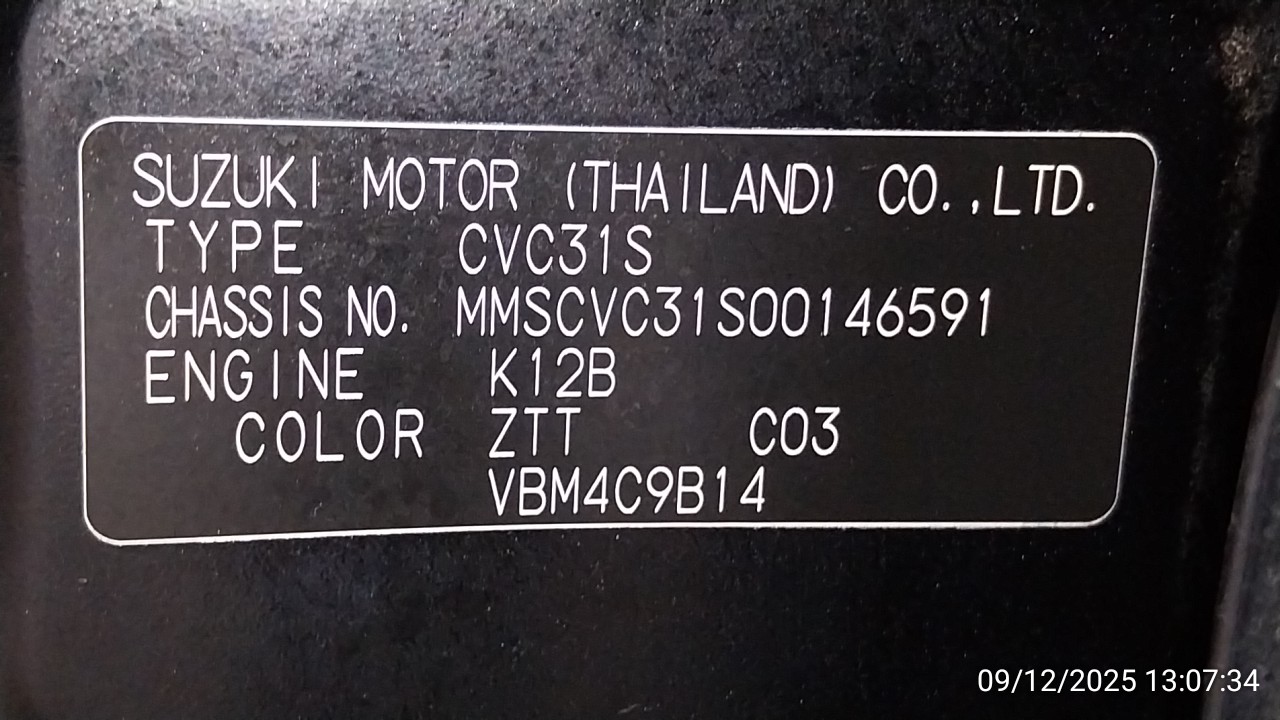 SUZUKI MOTOR (THAILAND) CO.,LTD.
TYPE CVC31S
CHASSIS NO. MMSCVC31S00146591
ENGINE K12B
COLOR ZTT C03
VBM4C9B14
09/12/2025 13:07:34